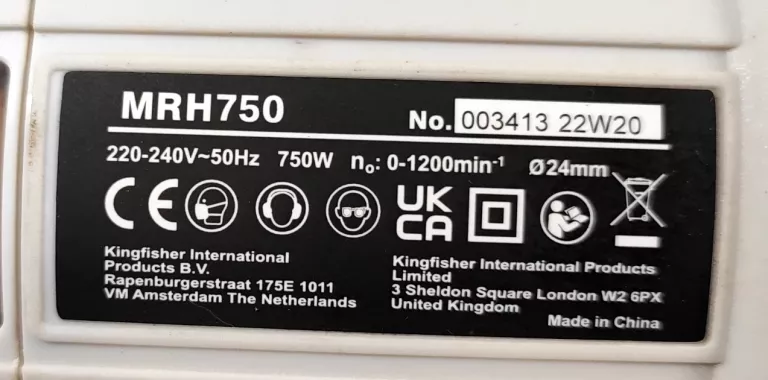 MRH750
No. 003413 22W20
220-240V~50Hz 750W no: 0-1200min-1 Ø24mm
CE
UK
CA
Kingfisher International
Products B.V.
Rapenburgerstraat 175E 1011
VM Amsterdam The Netherlands
Kingfisher International Products
Limited
3 Sheldon Square London W2 6PX
United Kingdom
Made in China